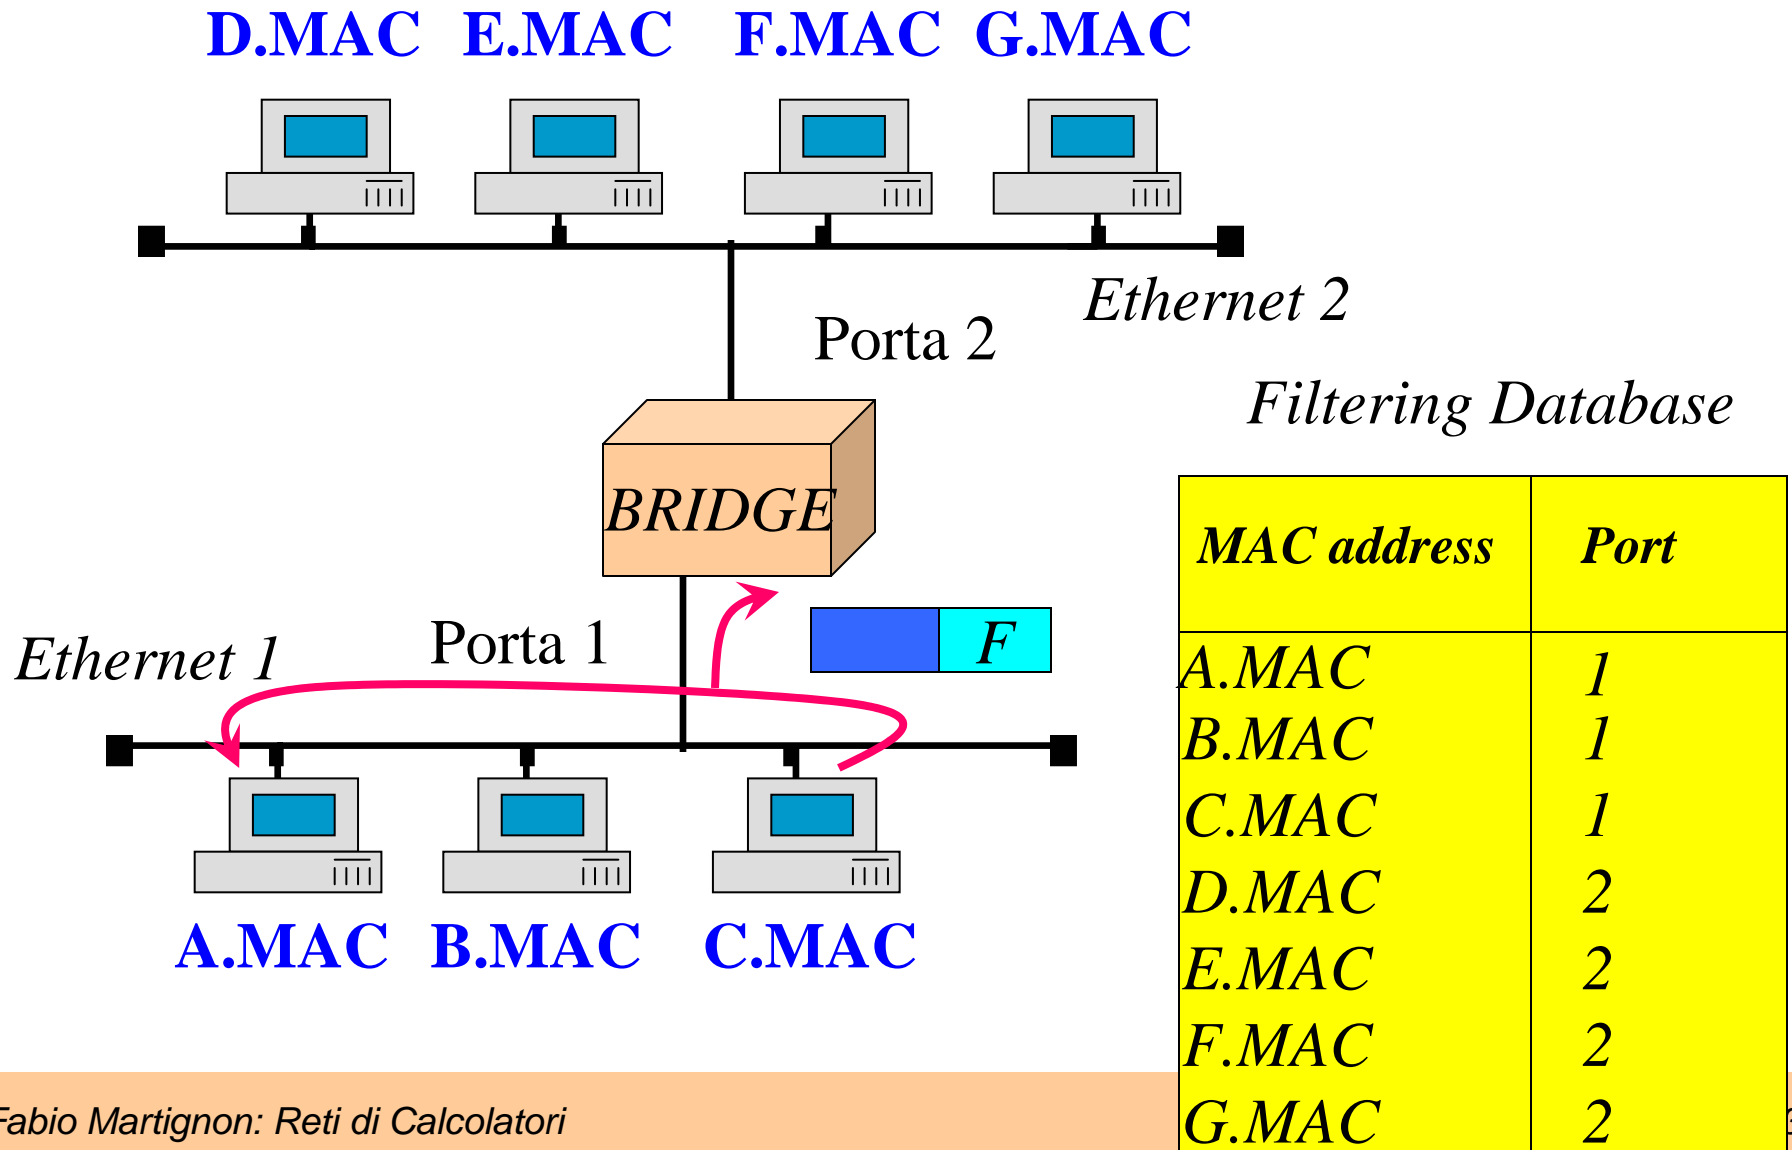 D.MAC E.MAC F.MAC G.MAC
Ethernet 2
Porta 2
Filtering Database
BRIDGE
MAC address Port
Ethernet 1
Porta 1
F
A.MAC 1
B.MAC 1
C.MAC 1
D.MAC 2
E.MAC 2
F.MAC 2
G.MAC 2
A.MAC B.MAC C.MAC
Fabio Martignon: Reti di Calcolatori